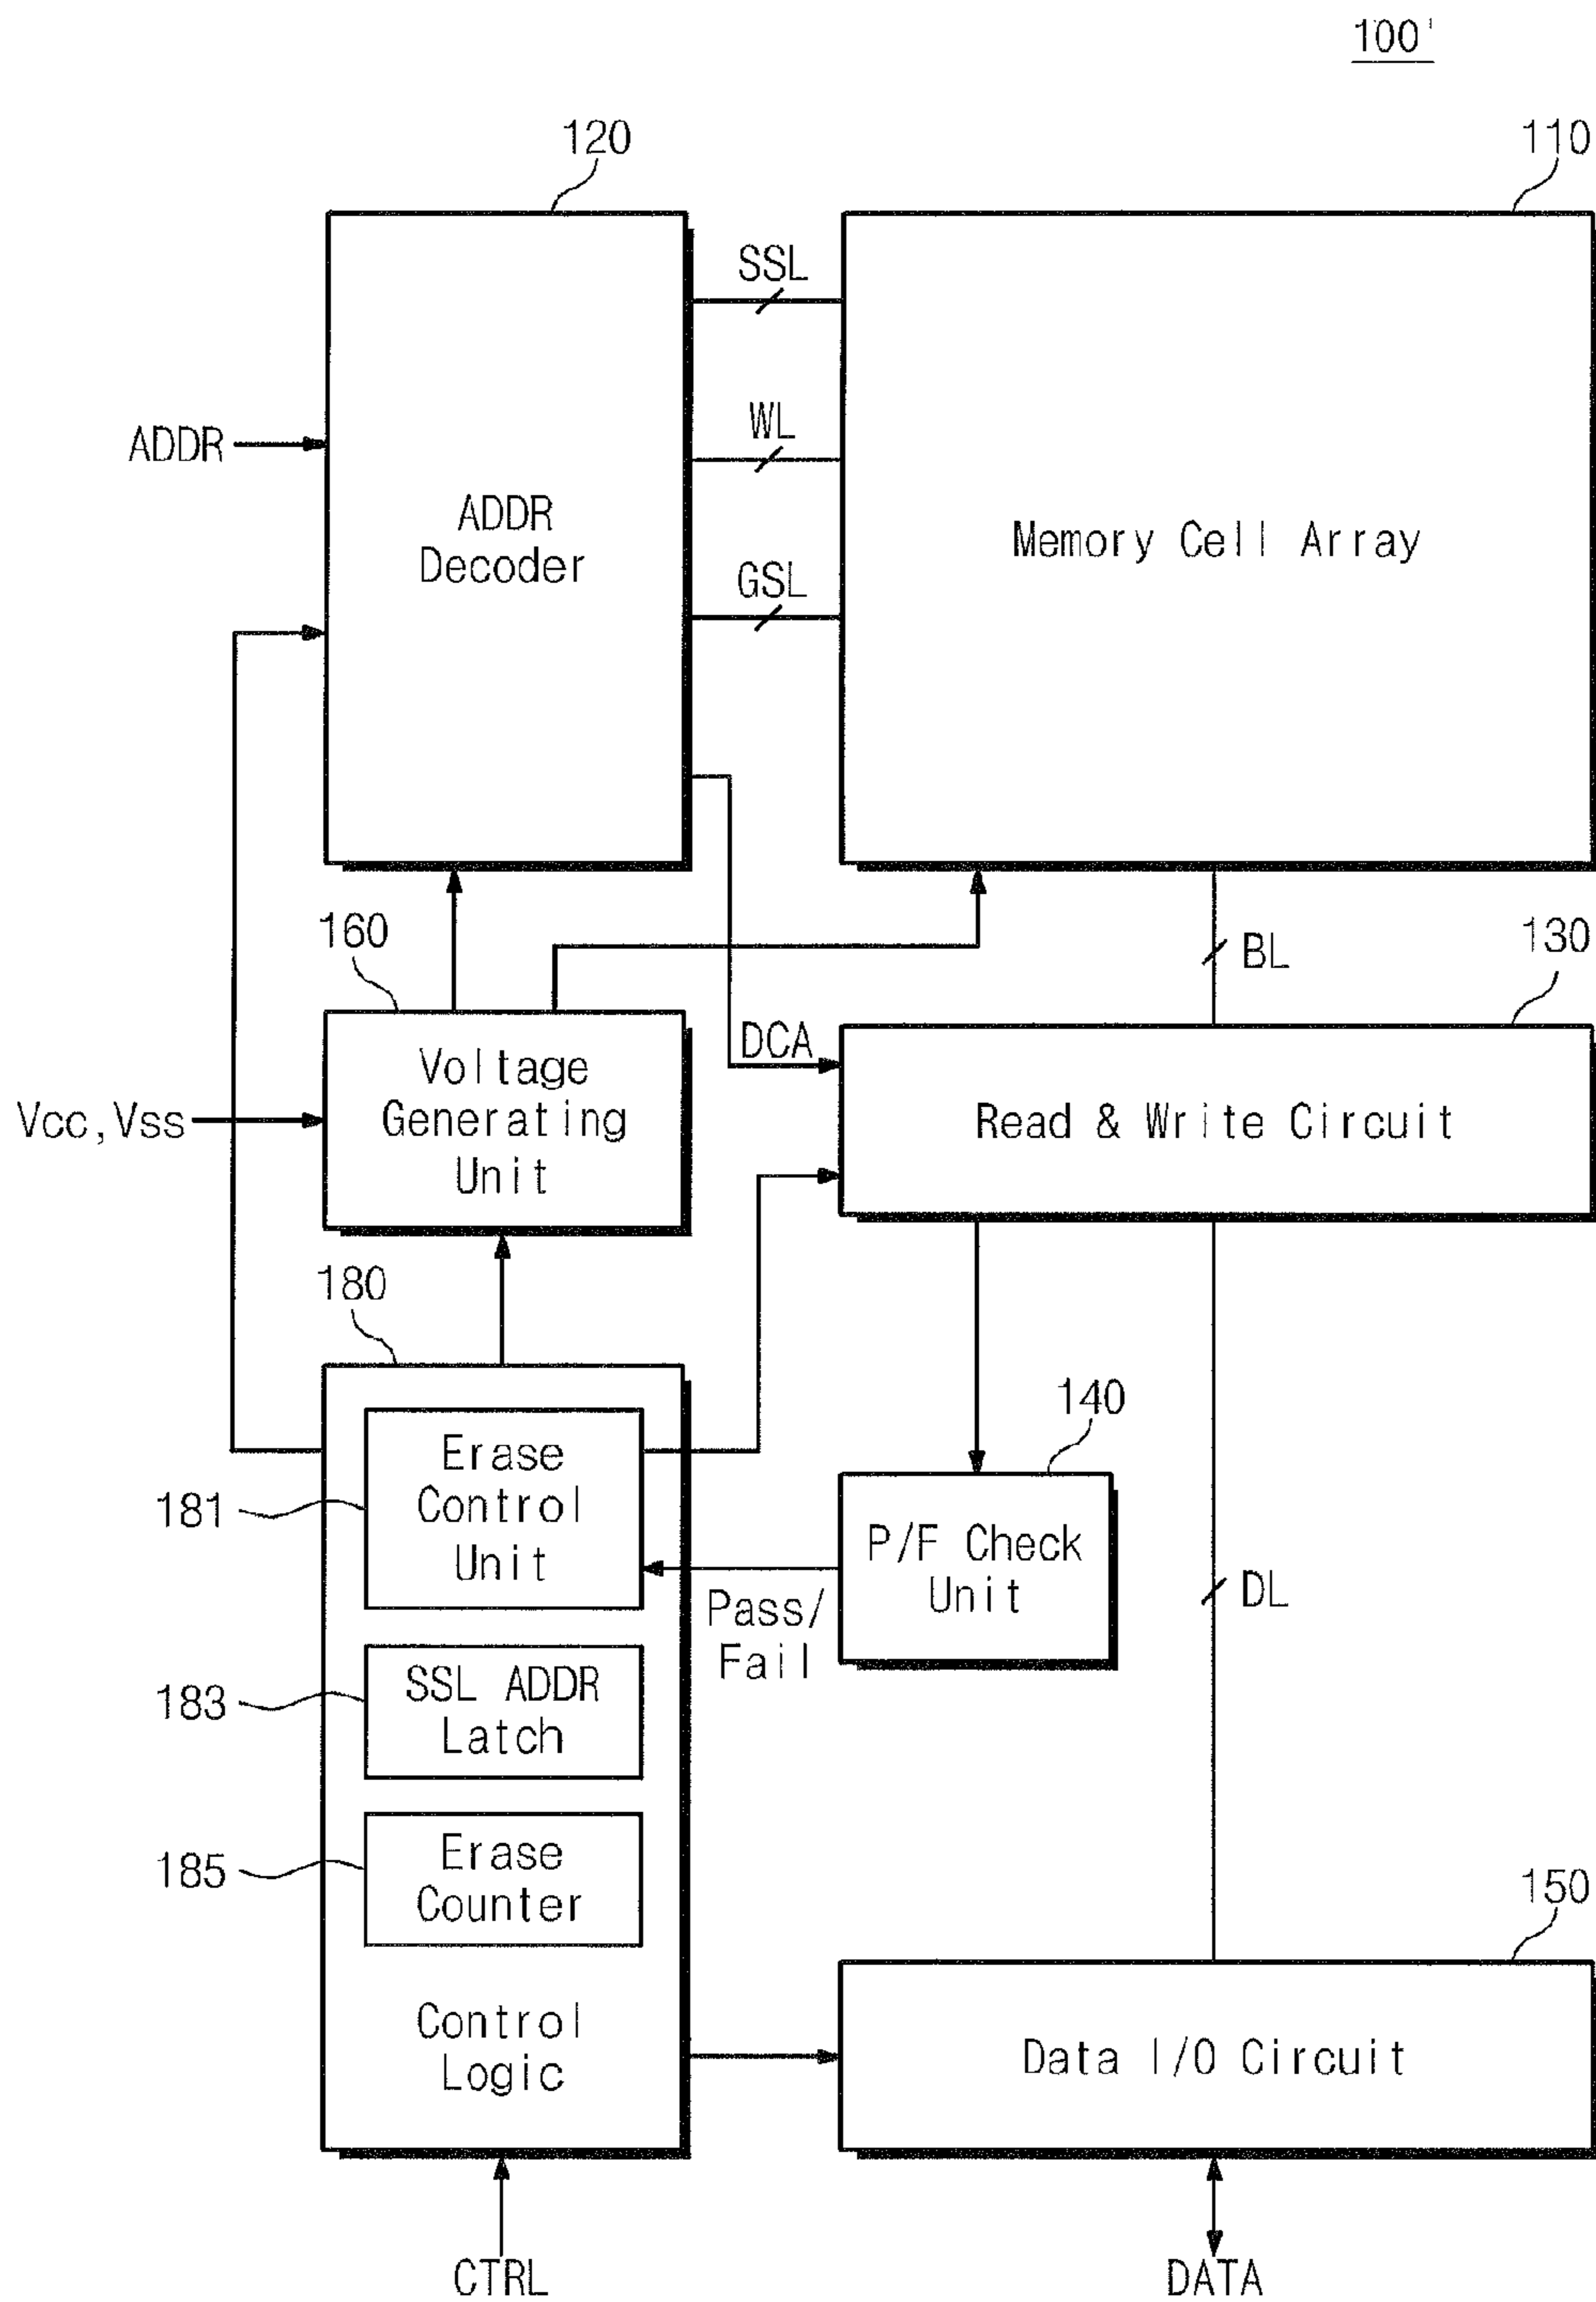 100'
120
110
SSL
WL
ADDR
ADDR
Decoder
Memory Cell Array
GSL
160
BL
130
DCA
Voltage
Generating
Unit
Vcc,Vss
Read & Write Circuit
180
140
Erase
Control
Unit
181
P/F Check
Unit
Pass/
Fail
DL
SSL ADDR
Latch
183
Erase
Counter
185
150
Control
Logic
Data I/O Circuit
CTRL
DATA